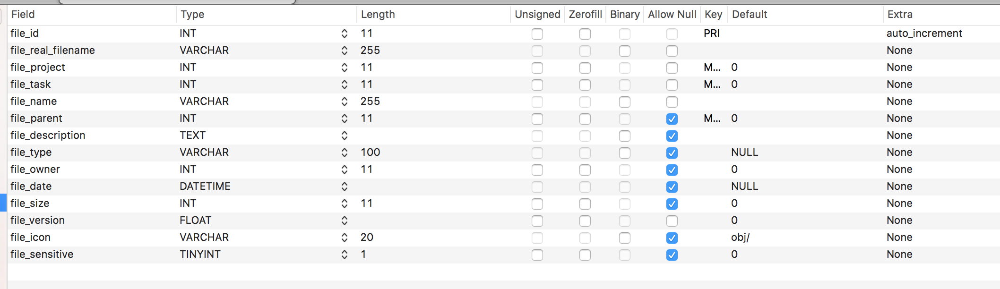 Field Type Length Unsigned Zerofill Binary Allow Null Key Default Extra
file_id INT 11 PRI auto_increment
file_real_filename VARCHAR 255 None
file_project INT 11 M... 0 None
file_task INT 11 M... 0 None
file_name VARCHAR 255 None
file_parent INT 11 M... 0 None
file_description TEXT None
file_type VARCHAR 100 NULL None
file_owner INT 11 0 None
file_date DATETIME NULL None
file_size INT 11 0 None
file_version FLOAT 0 None
file_icon VARCHAR 20 obj/ None
file_sensitive TINYINT 1 0 None